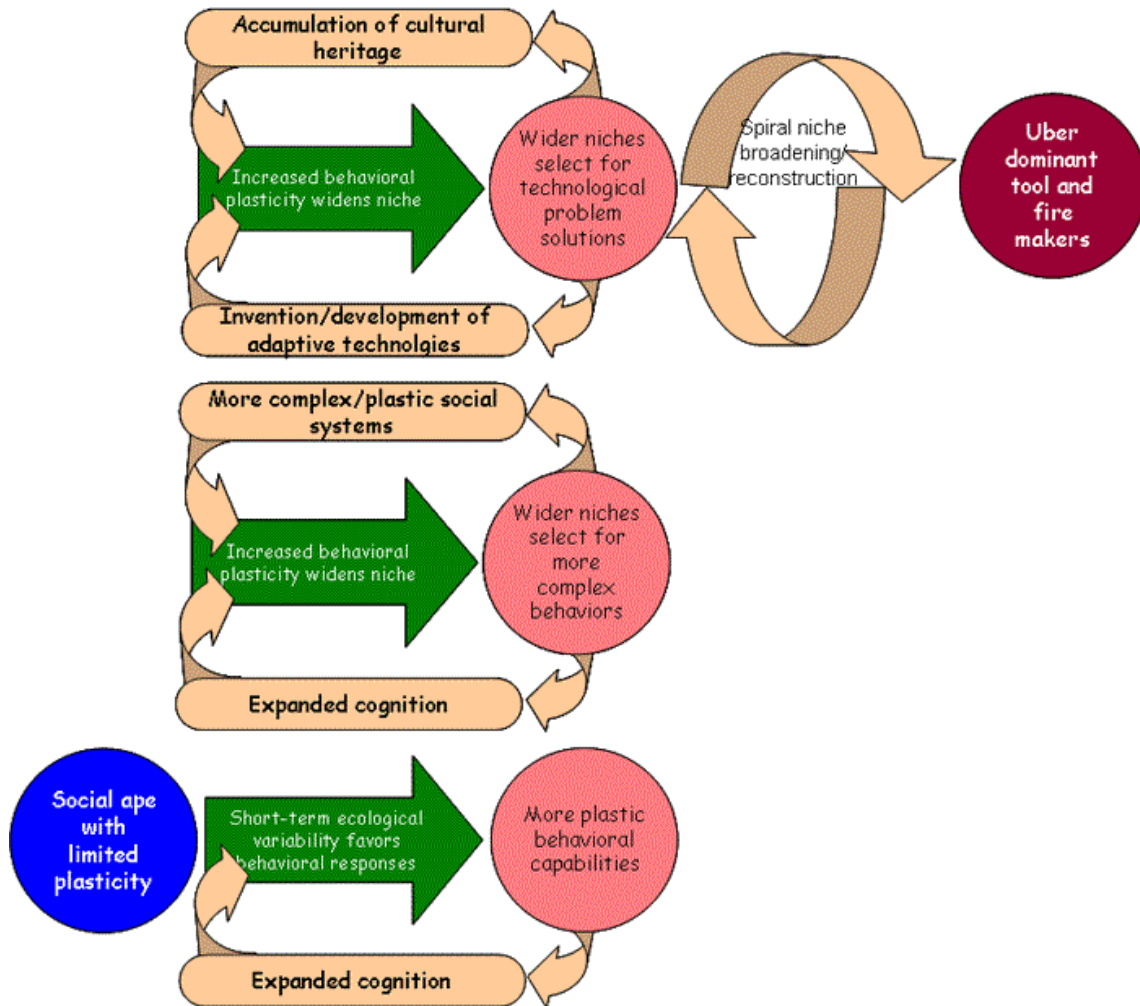 Accumulation of cultural
heritage
Increased behavioral
plasticity widens niche
Wider niches
select for
technological
problem
solutions
Spiral niche
broadening/
reconstruction
Uber
dominant
tool and
fire
makers
Invention/development of
adaptive technolgies
More complex/plastic social
systems
Increased behavioral
plasticity widens niche
Wider niches
select for
more
complex
behaviors
Expanded cognition
Social ape
with
limited
plasticity
Short-term ecological
variability favors
behavioral responses
More plastic
behavioral
capabilities
Expanded cognition